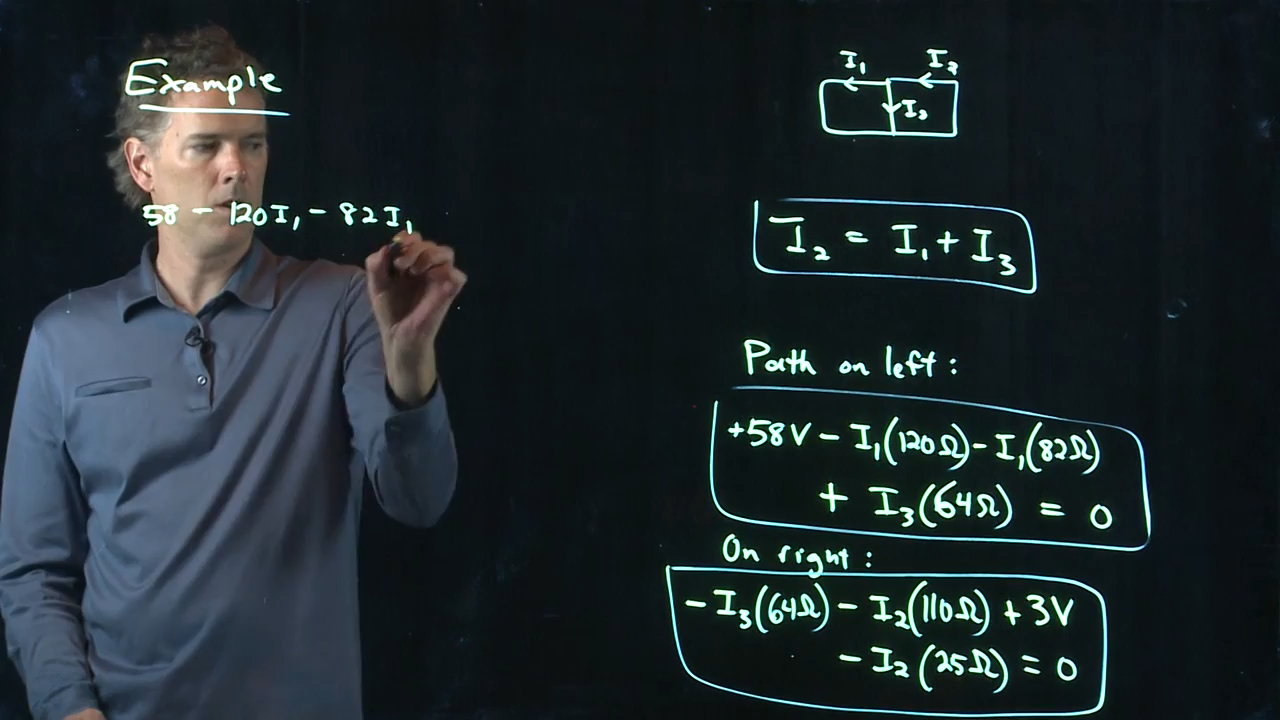 Example
58 - 120I₁ - 82I₁
I₁ I₂
I₃
I₂ = I₁ + I₃
Path on left:
+58V - I₁(120Ω) - I₁(82Ω)
+ I₃(64Ω) = 0
On right:
- I₃(64Ω) - I₂(110Ω) + 3V
- I₂(25Ω) = 0